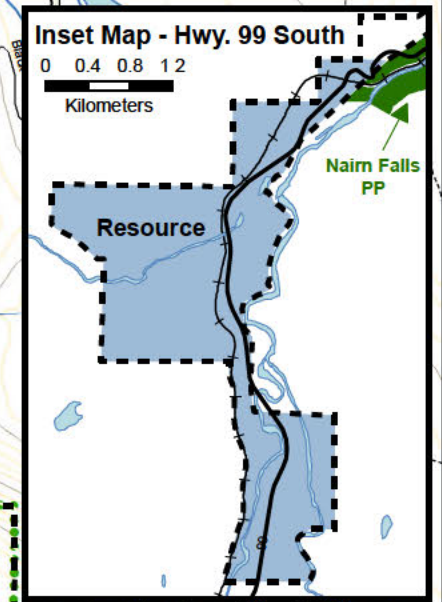 Inset Map - Hwy. 99 South
0 0.4 0.8 1 2
Kilometers
Nairn Falls
PP
Resource